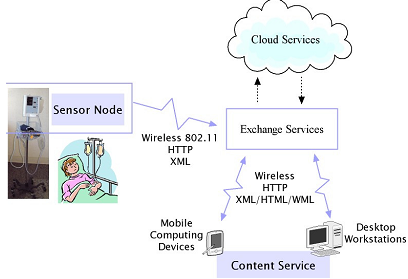 Cloud Services
Sensor Node
Exchange Services
Wireless 802.11
HTTP
XML
Wireless
HTTP
XML/HTML/WML
Mobile
Computing
Devices
Desktop
Workstations
Content Service